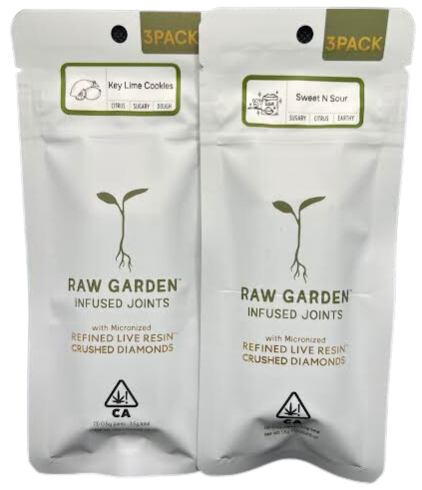 3PACK
Key Lime Cookies
CITRUS SUGARY DOUGH
RAW GARDEN
INFUSED JOINTS
with Micronized
REFINED LIVE RESIN™
CRUSHED DIAMONDS
CA
3PACK
Sweet N Sour
SUGARY CITRUS EARTHY
RAW GARDEN™
INFUSED JOINTS
with Micronized
REFINED LIVE RESIN™
CRUSHED DIAMONDS
CA